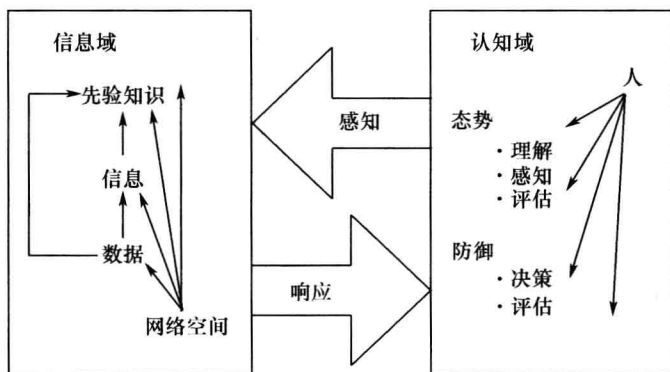 信息域
先验知识
信息
数据
网络空间
感知
响应
认知域
人
态势
·理解
·感知
·评估
防御
·决策
·评估